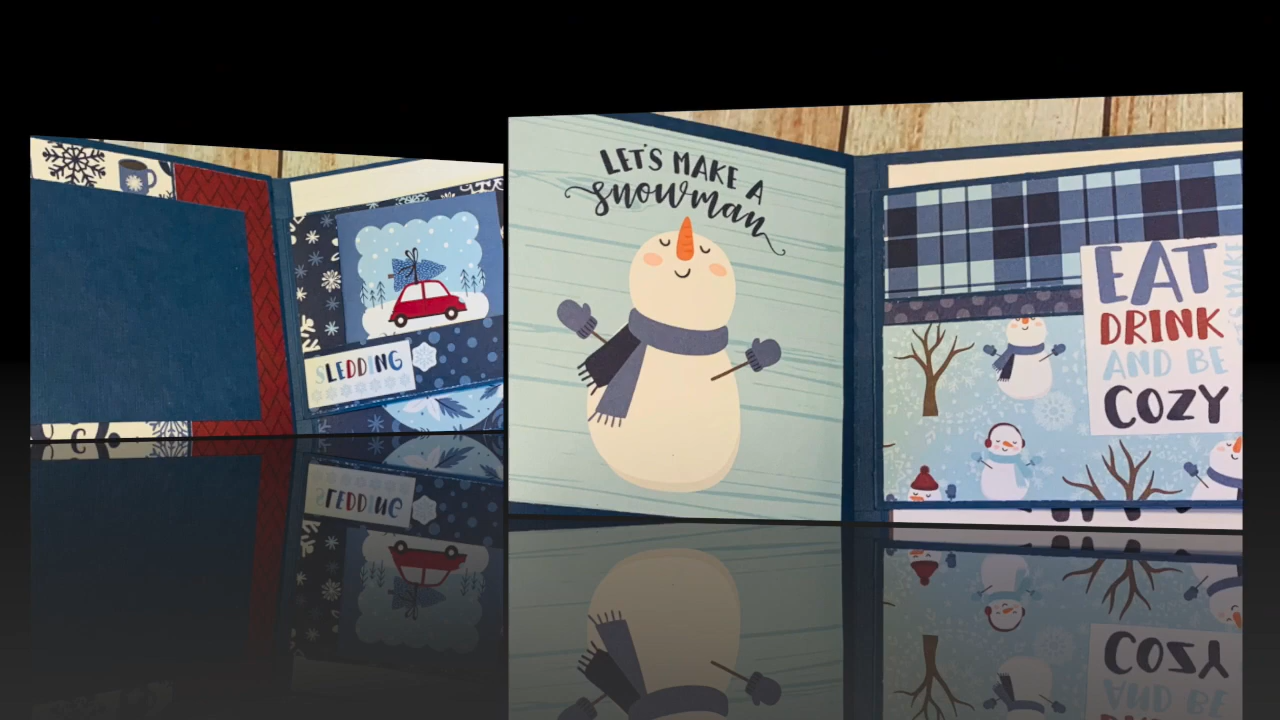 SLEDDING
LET'S MAKE A
snowman
EAT
DRINK
AND BE
COZY